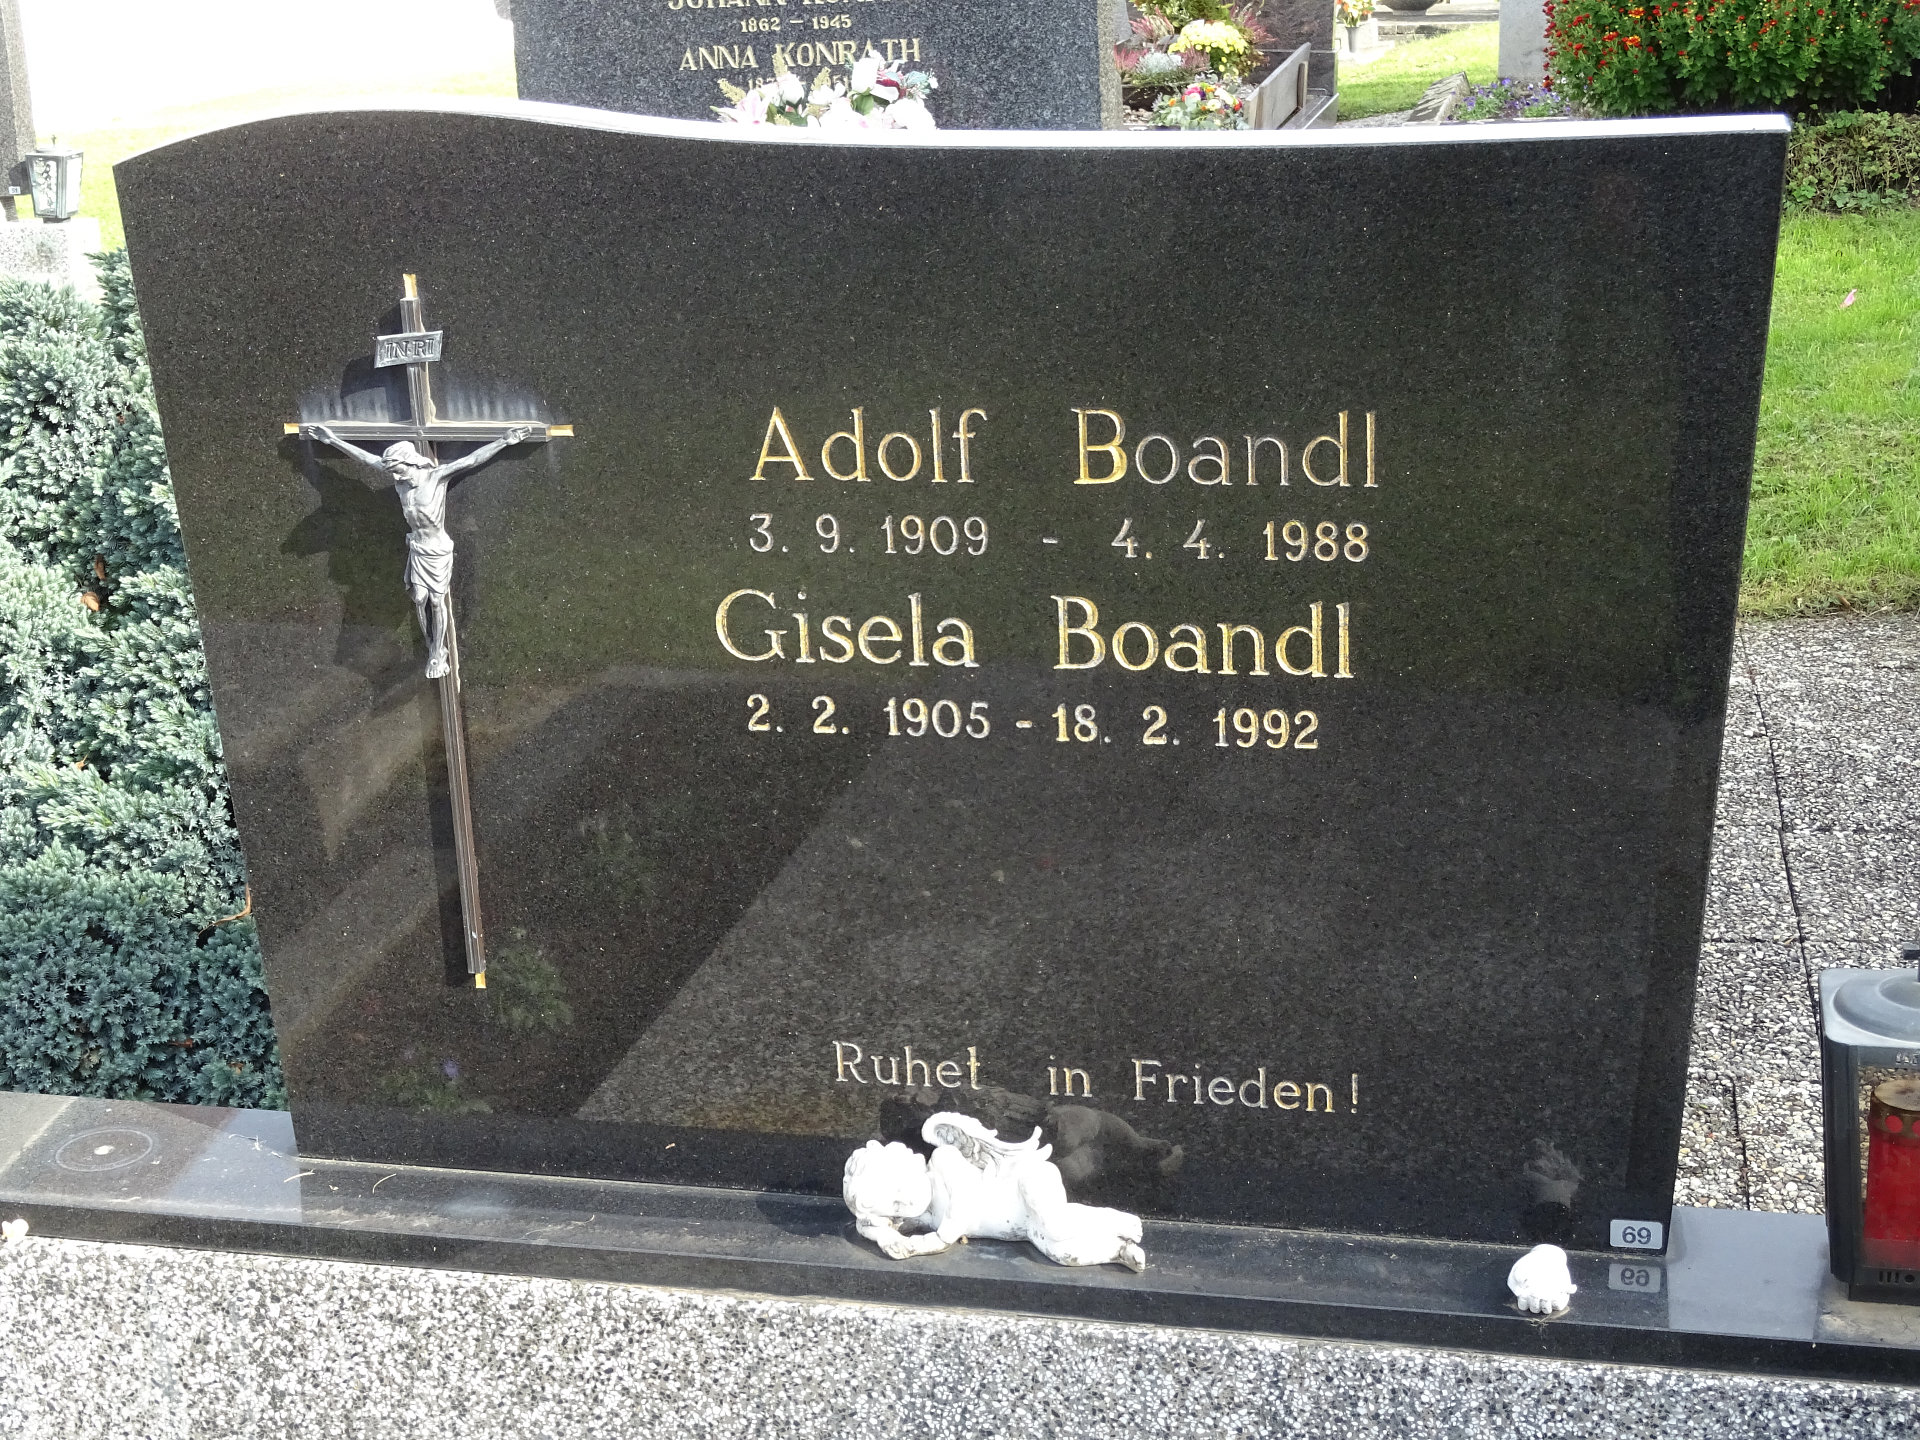 1862 – 1945
ANNA KONRATH
INRI
Adolf Boandl
3. 9. 1909 - 4. 4. 1988
Gisela Boandl
2. 2. 1905 - 18. 2. 1992
Ruhet in Frieden!
69